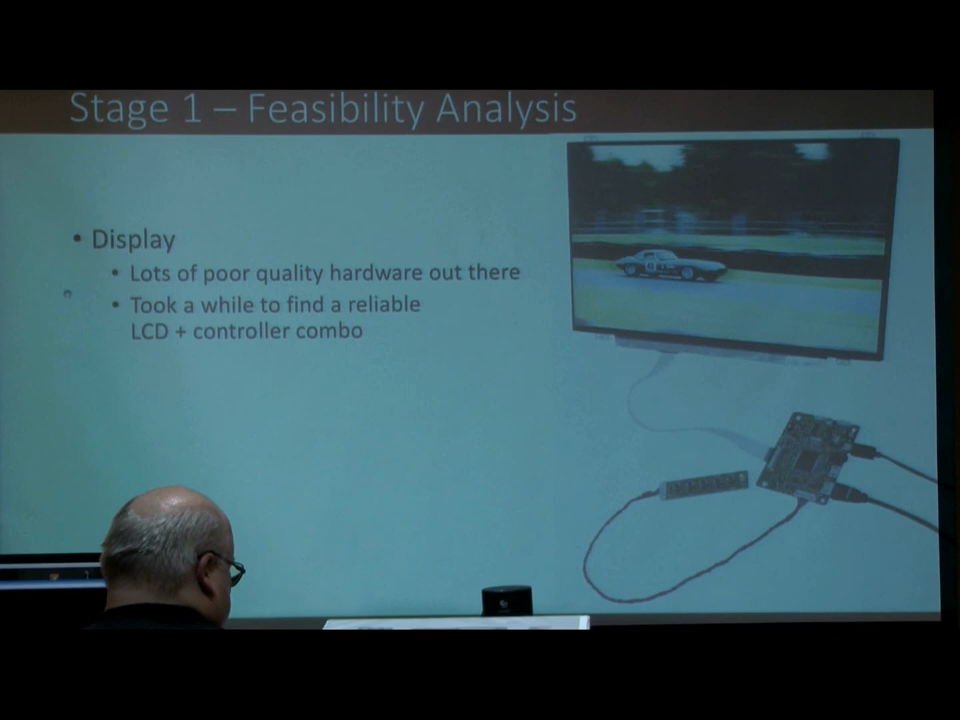 Stage 1 – Feasibility Analysis
• Display
• Lots of poor quality hardware out there
• Took a while to find a reliable
LCD + controller combo